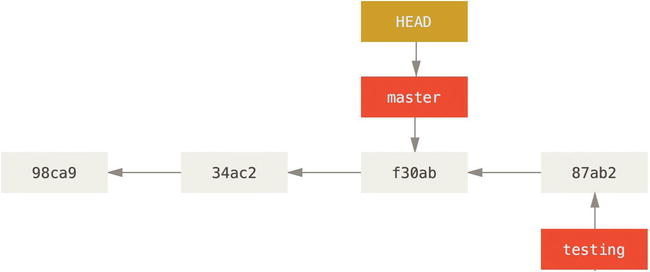 HEAD
master
98ca9
34ac2
f30ab
87ab2
testing